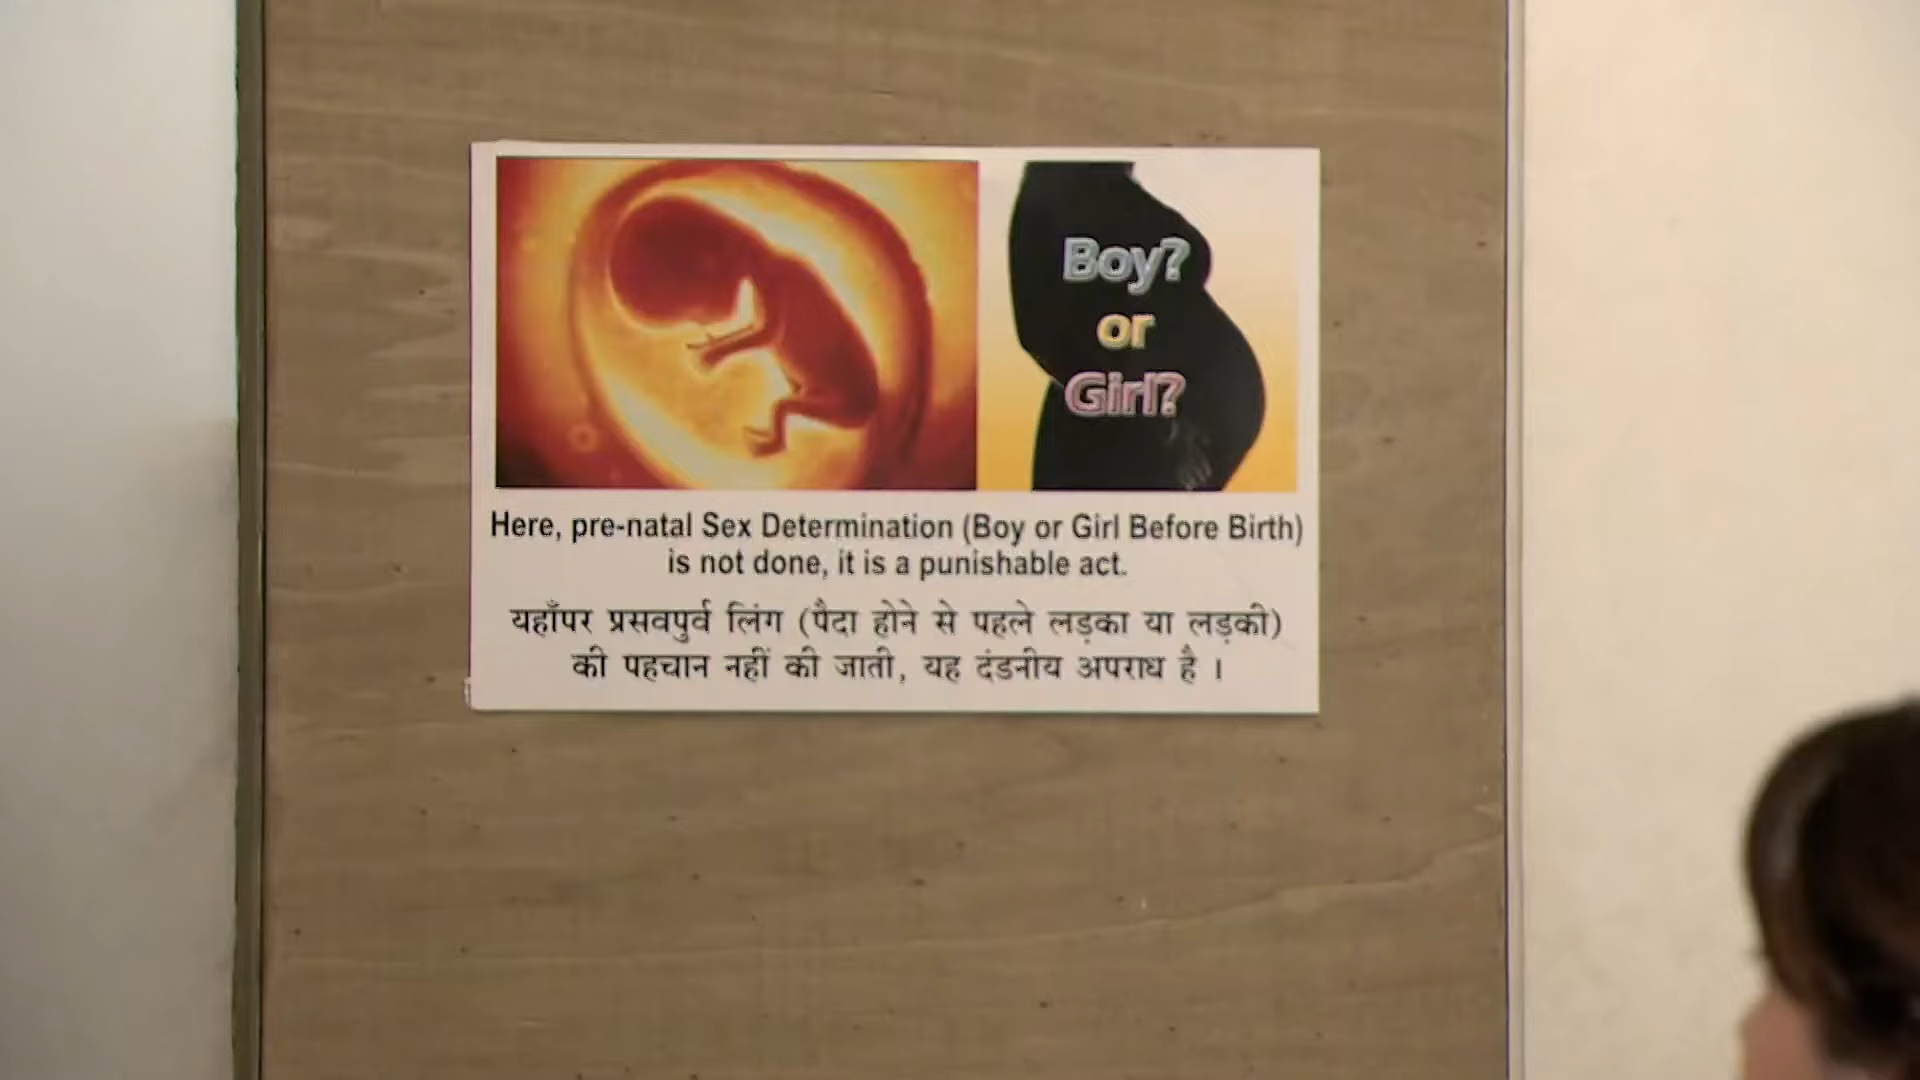 Boy?
or
Girl?
Here, pre-natal Sex Determination (Boy or Girl Before Birth)
is not done, it is a punishable act.
यहाँपर प्रसवपुर्व लिंग (पैदा होने से पहले लड़का या लड़की)
की पहचान नहीं की जाती, यह दंडनीय अपराध है ।